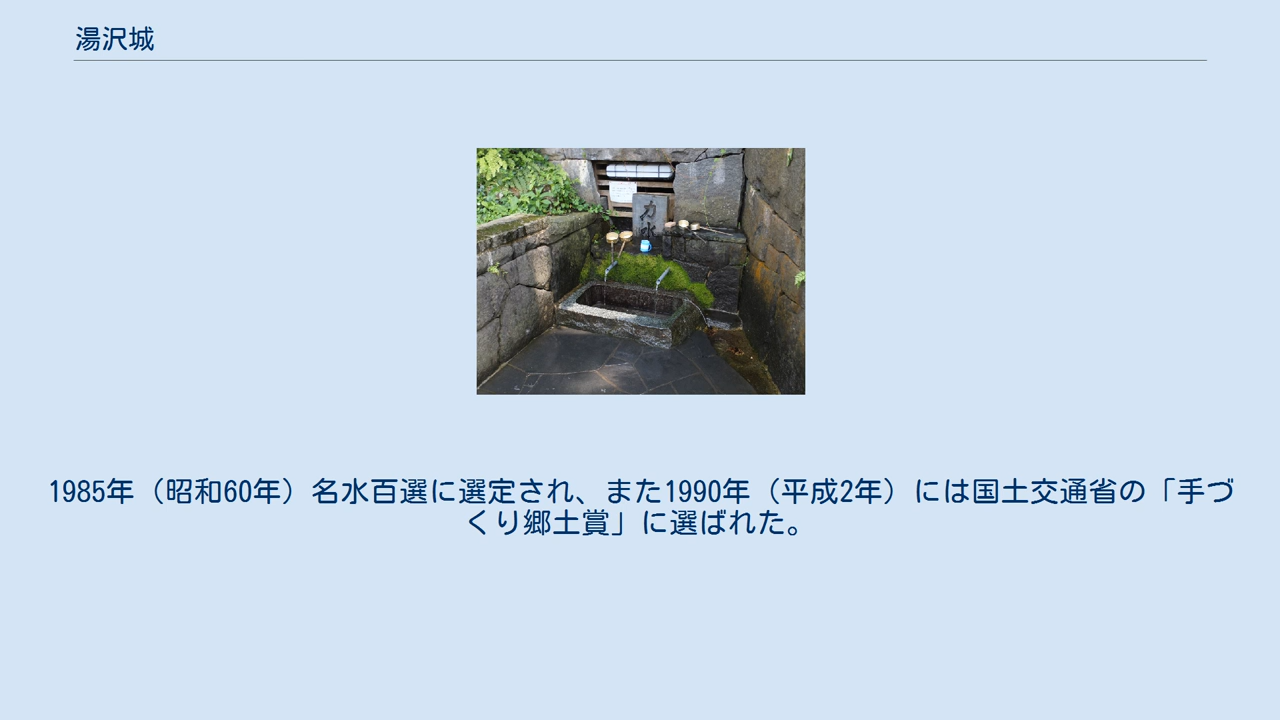 湯沢城
力水
1985年（昭和60年）名水百選に選定され、また1990年（平成2年）には国土交通省の「手づ
くり郷土賞」に選ばれた。